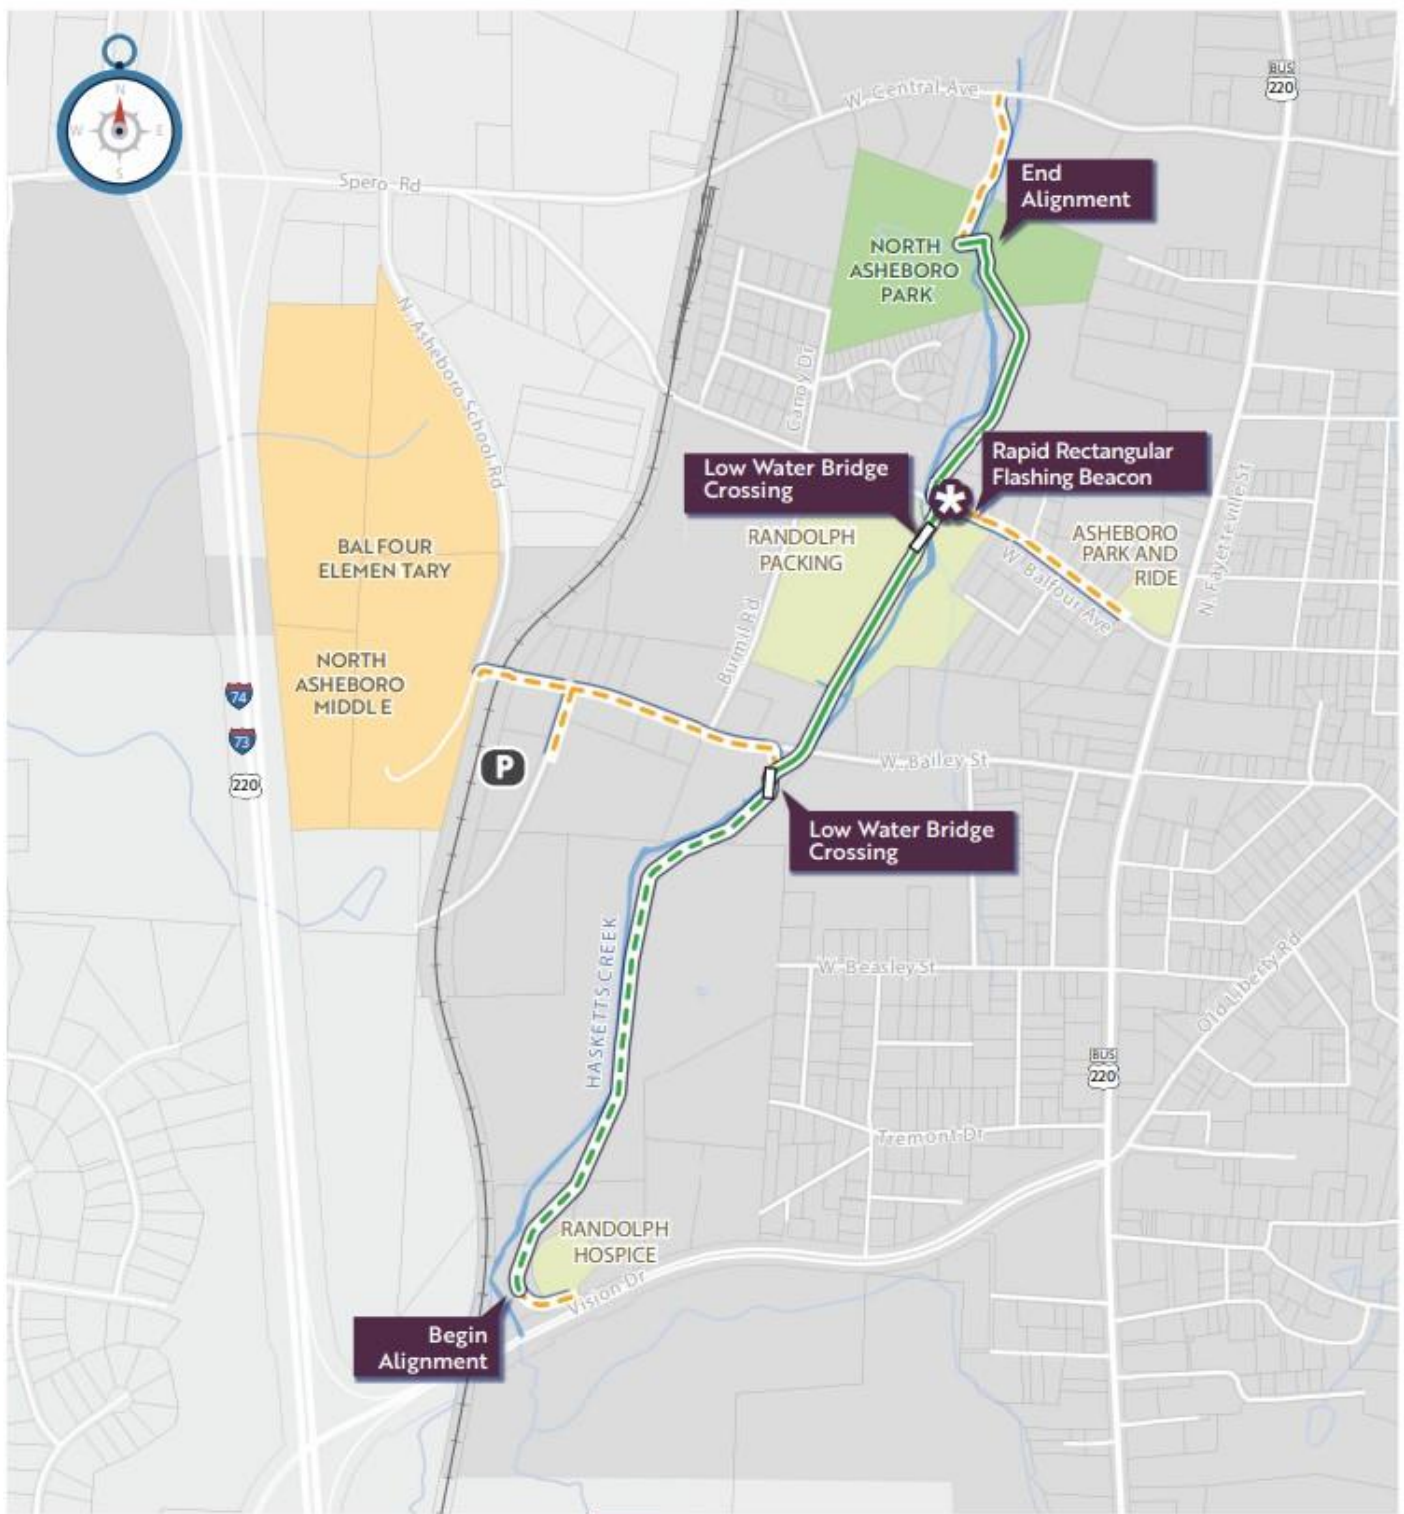 N
W
E
S
BUS
220
W. Central Ave
Spero Rd
End
Alignment
NORTH
ASHEBORO
PARK
N. Asheboro School Rd
Canoy Dr
Low Water Bridge
Crossing
Rapid Rectangular
Flashing Beacon
*
N. Fayetteville St
RANDOLPH
PACKING
ASHEBORO
PARK AND
RIDE
W. Balfour Ave
BALFOUR
ELEMENTARY
Burmil Rd
NORTH
ASHEBORO
MIDDLE
74
73
220
P
W. Bailey St
Low Water Bridge
Crossing
HASKETTS CREEK
W. Beasley St
Old Liberty Rd
BUS
220
Tremont Dr
RANDOLPH
HOSPICE
Vision Dr
Begin
Alignment